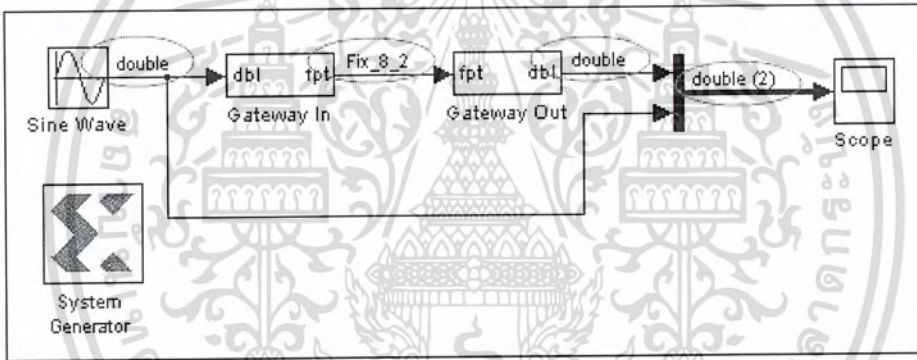 double
Fix_8_2
double
double (2)
dbl fpt
fpt dbl
Sine Wave
Gateway In
Gateway Out
Scope
System
Generator